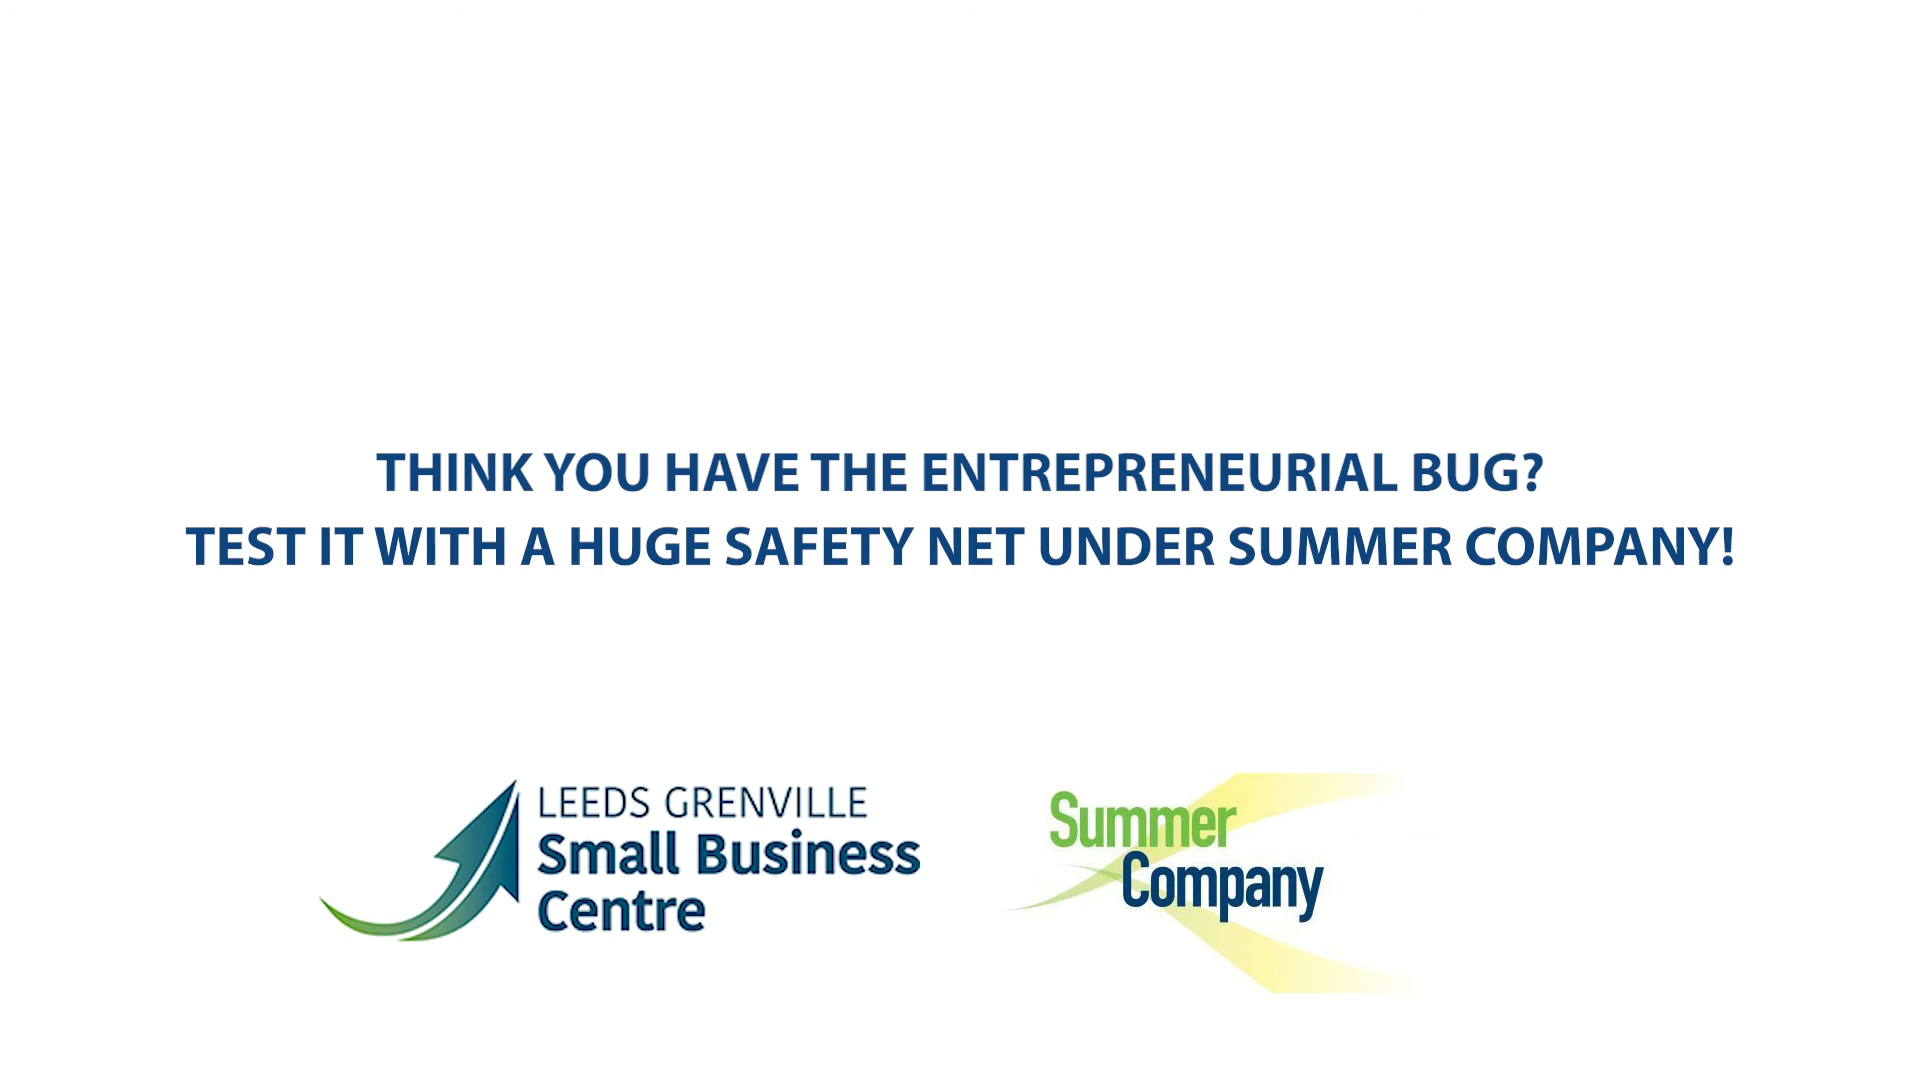 THINK YOU HAVE THE ENTREPRENEURIAL BUG?
TEST IT WITH A HUGE SAFETY NET UNDER SUMMER COMPANY!
LEEDS GRENVILLE
Small Business
Centre
Summer
Company